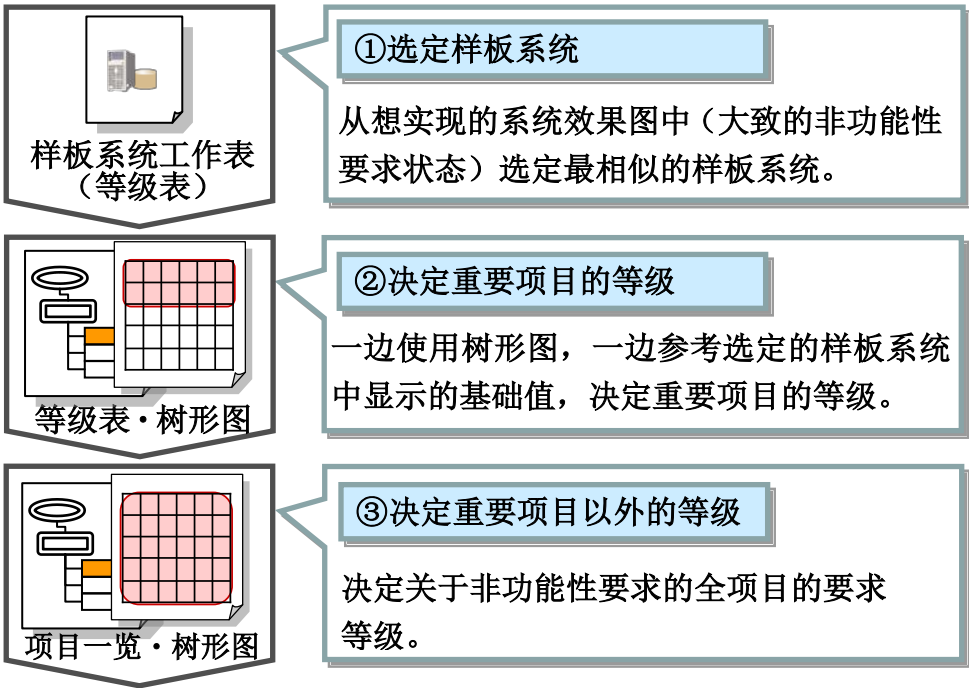 样板系统工作表
（等级表）
①选定样板系统
从想实现的系统效果图中（大致的非功能性
要求状态）选定最相似的样板系统。
等级表·树形图
②决定重要项目的等级
一边使用树形图，一边参考选定的样板系统
中显示的基础值，决定重要项目的等级。
项目一览·树形图
③决定重要项目以外的等级
决定关于非功能性要求的全项目的要求
等级。